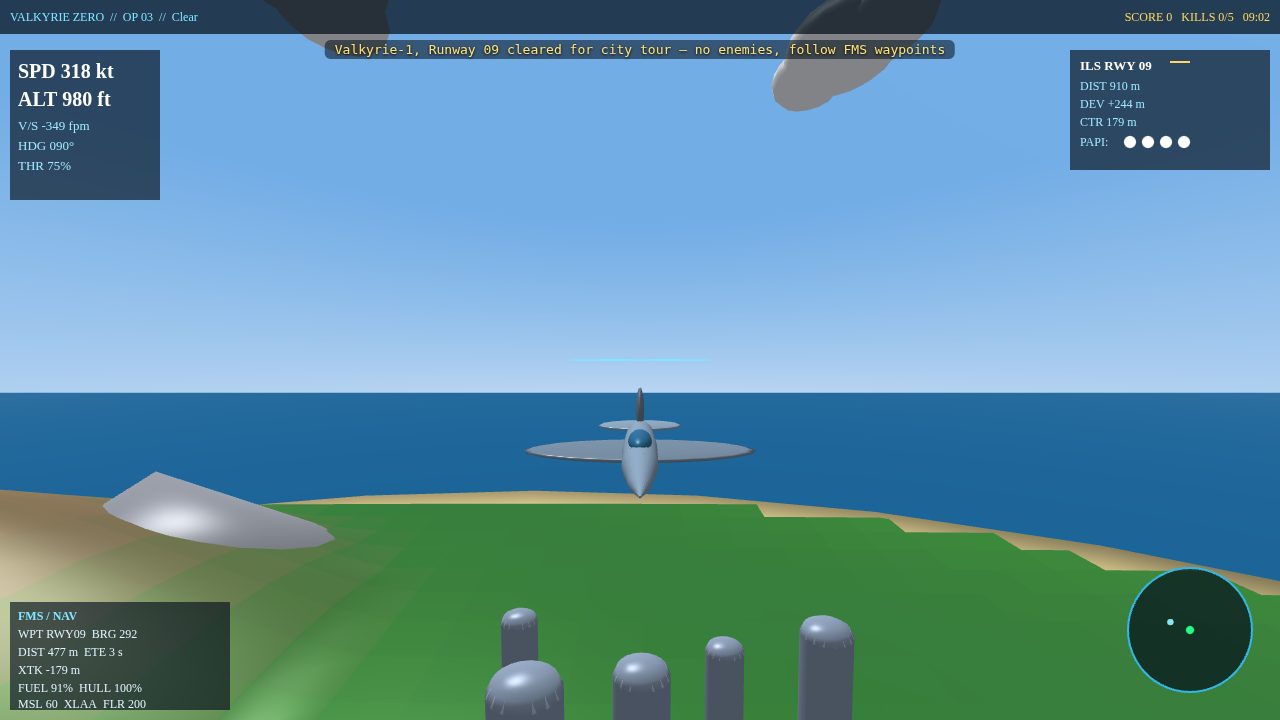 VALKYRIE ZERO // OP 03 // Clear
SCORE 0 KILLS 0/5 09:02
Valkyrie-1, Runway 09 cleared for city tour — no enemies, follow FMS waypoints
SPD 318 kt
ALT 980 ft
V/S -349 fpm
HDG 090°
THR 75%
ILS RWY 09
DIST 910 m
DEV +244 m
CTR 179 m
PAPI:
FMS / NAV
WPT RWY09 BRG 292
DIST 477 m ETE 3 s
XTK -179 m
FUEL 91% HULL 100%
MSL 60 XLAA FLR 200